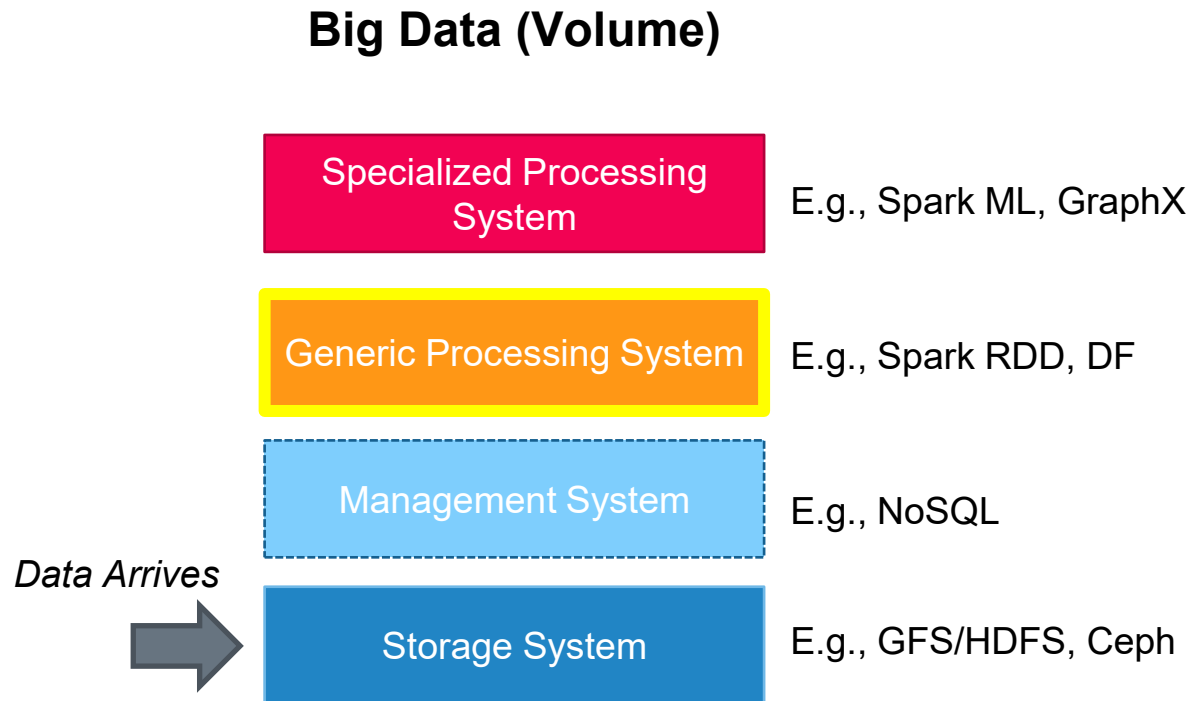 Big Data (Volume)
Specialized Processing
System
E.g., Spark ML, GraphX
Generic Processing System
E.g., Spark RDD, DF
Management System
E.g., NoSQL
Data Arrives
Storage System
E.g., GFS/HDFS, Ceph